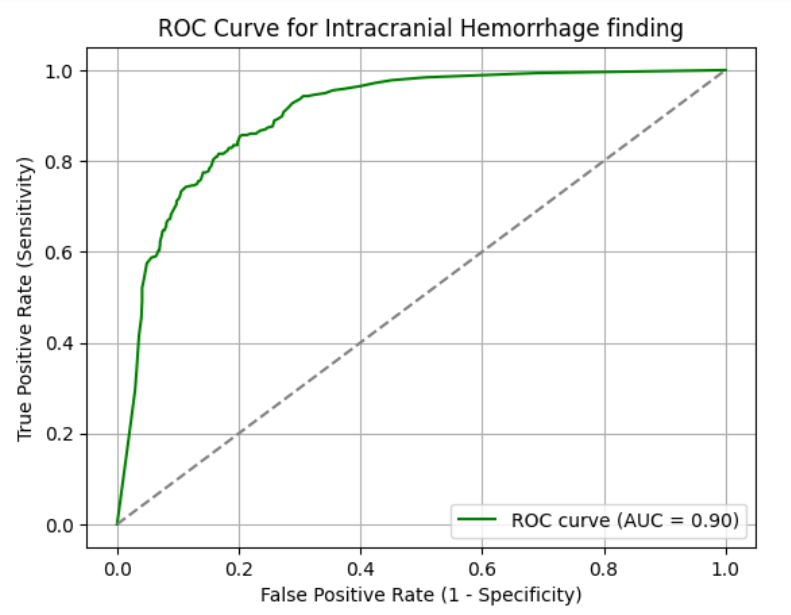 ROC Curve for Intracranial Hemorrhage finding
True Positive Rate (Sensitivity)
1.0
0.8
0.6
0.4
0.2
0.0
ROC curve (AUC = 0.90)
0.0 0.2 0.4 0.6 0.8 1.0
False Positive Rate (1 - Specificity)